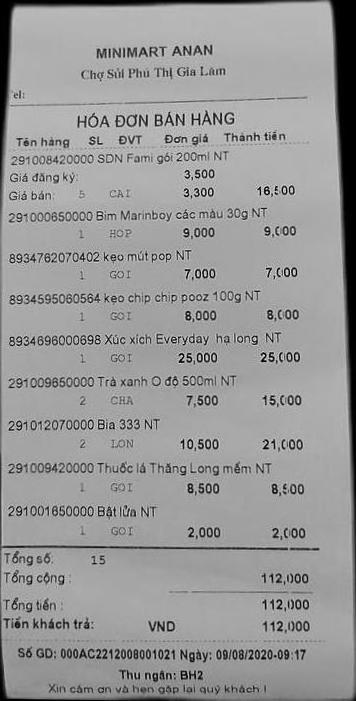 MINIMART ANAN
Chợ Sủi Phú Thị Gia Lâm
el:
HÓA ĐƠN BÁN HÀNG
Tên hàng SL ĐVT Đơn giá Thành tiền
291008420000 SDN Fami gói 200ml NT
Giá đăng ký: 3,500
Giá bán: 5 CAI 3,300 16,500
291000650000 Bim Marinboy các màu 30g NT
1 HOP 9,000 9,000
8934762070402 kẹo mút pop NT
1 GOI 7,000 7,000
8934595060564 kẹo chip chip pooz 100g NT
1 GOI 8,000 8,000
8934696000698 Xúc xích Everyday hạ long NT
1 GOI 25,000 25,000
291009650000 Trà xanh O độ 500ml NT
2 CHA 7,500 15,000
291012070000 Bia 333 NT
2 LON 10,500 21,000
291009420000 Thuốc lá Thăng Long mềm NT
1 GOI 8,500 8,500
291001650000 Bật lửa NT
1 GOI 2,000 2,000
Tổng số: 15
Tổng cộng : 112,000
Tổng tiền : 112,000
Tiền khách trả: VND 112,000
Số GD: 000AC2212008001021 Ngày: 09/08/2020-09:17
Thu ngân: BH2
Xin cảm ơn và hẹn gặp lại quý khách !